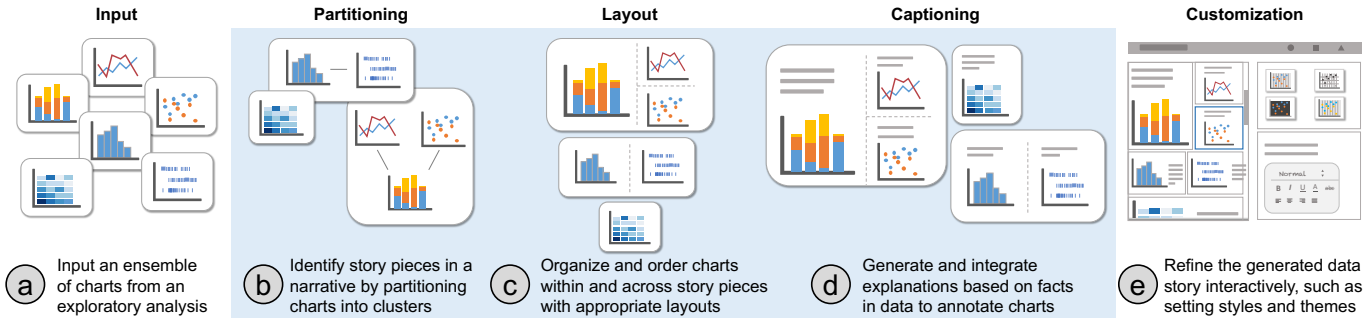 Input
Partitioning
Layout
Captioning
Customization
Normal
B I U A abc
a
Input an ensemble
of charts from an
exploratory analysis
b
Identify story pieces in a
narrative by partitioning
charts into clusters
c
Organize and order charts
within and across story pieces
with appropriate layouts
d
Generate and integrate
explanations based on facts
in data to annotate charts
e
Refine the generated data
story interactively, such as
setting styles and themes